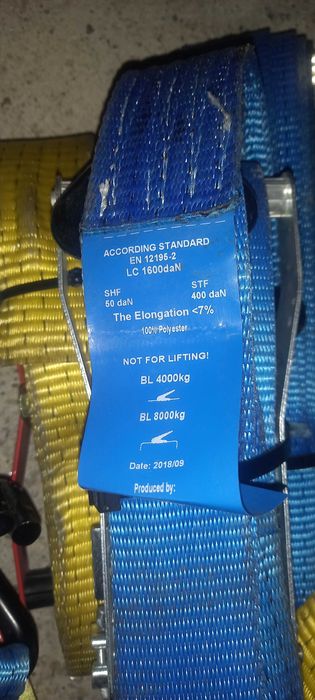 ACCORDING STANDARD
EN 12195-2
LC 1600daN
SHF STF
50 daN 400 daN
The Elongation <7%
100% Polyester
NOT FOR LIFTING!
BL 4000kg
BL 8000kg
Date: 2018/09
Produced by: